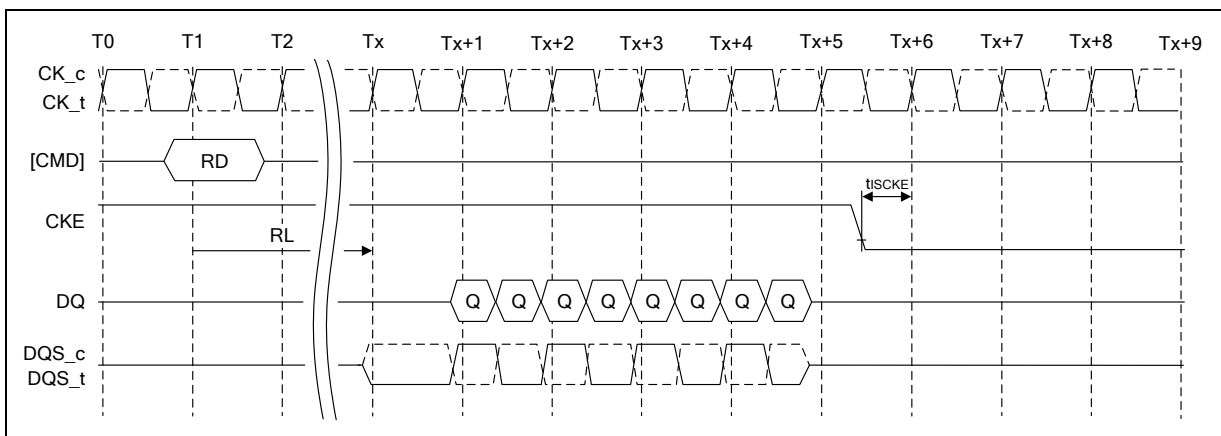 T0 T1 T2 Tx Tx+1 Tx+2 Tx+3 Tx+4 Tx+5 Tx+6 Tx+7 Tx+8 Tx+9
CK_c
CK_t
[CMD] RD
tISCKE
CKE
RL
DQ Q Q Q Q Q Q Q Q
DQS_c
DQS_t